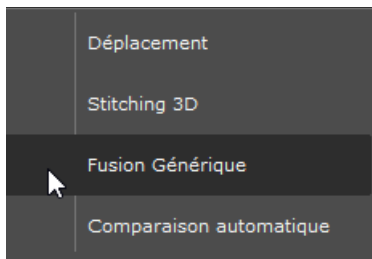 Déplacement
Stitching 3D
Fusion Générique
Comparaison automatique